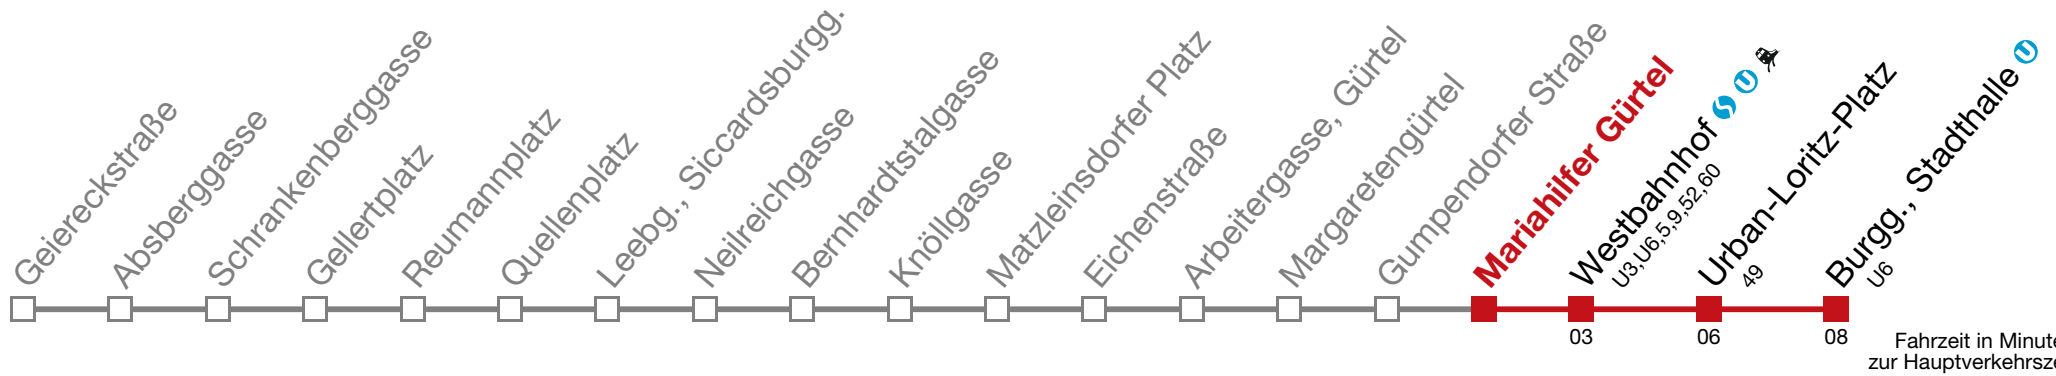 Geiereckstraße
Absberggasse
Schrankenberggasse
Gellertplatz
Reumannplatz
Quellenplatz
Leebg., Siccardsburgg.
Neilreichgasse
Bernhardtstalgasse
Knöllgasse
Matzleinsdorfer Platz
Eichenstraße
Arbeitergasse, Gürtel
Margaretengürtel
Gumpendorfer Straße
Mariahilfer Gürtel
Westbahnhof
U3,U6,5,9,52,60
Urban-Loritz-Platz
49
Burgg., Stadthalle U
U6
03
06
08
Fahrzeit in Minute
zur Hauptverkehrsze